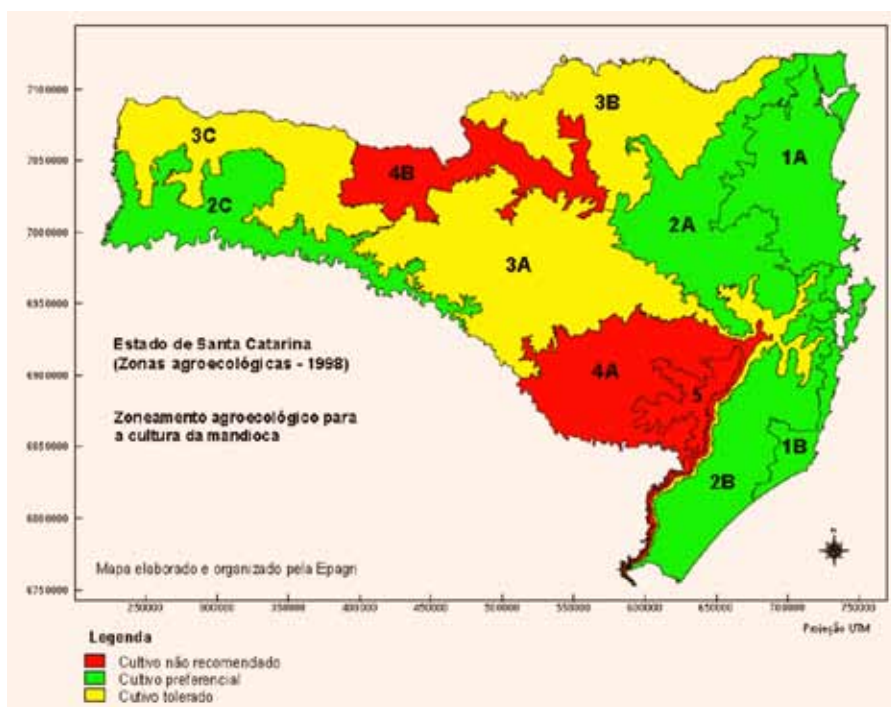 7100000
7050000
7000000
6950000
6900000
6850000
6800000
6750000
3C
2C
4B
3B
3A
2A
1A
4A
5
2B
1B
Estado de Santa Catarina
(Zonas agroecológicas - 1998)
Zoneamento agroecológico para
a cultura da mandioca
Mapa elaborado e organizado pela Epagri
N
250000 300000 350000 400000 450000 500000 550000 600000 650000 700000 750000
Projeção UTM
Legenda
Cultivo não recomendado
Cultivo preferencial
Cutivo tolerado